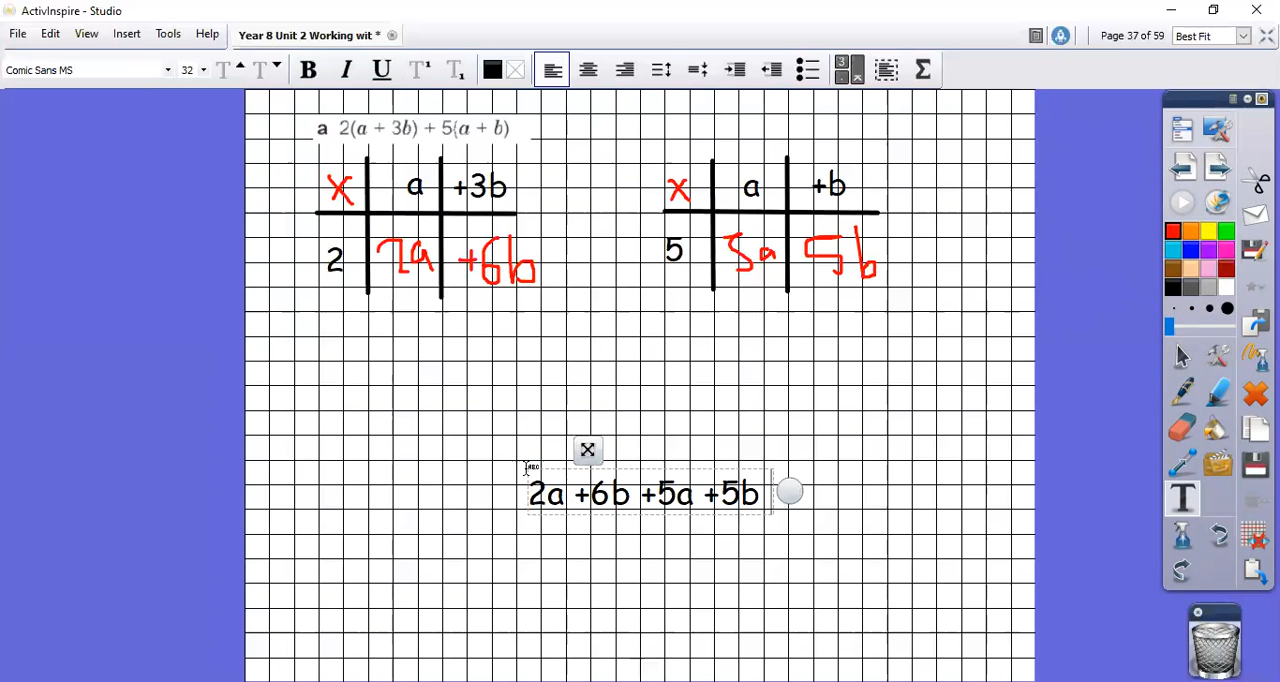 ActivInspire - Studio
File Edit View Insert Tools Help
Year 8 Unit 2 Working wit *
Page 37 of 59
Best Fit
Comic Sans MS
32
a 2(a + 3b) + 5(a + b)
x a +3b
2 2a +6b
x a +b
5 5a 5b
2a +6b +5a +5b